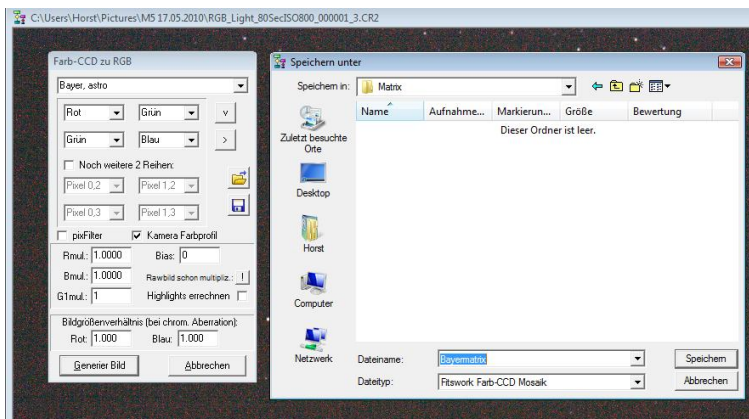 C:\Users\Horst\Pictures\M5 17.05.2010\RGB_Light_80SecISO800_000001_3.CR2
Farb-CCD zu RGB
Bayer, astro
Rot Grün v
Grün Blau >
Noch weitere 2 Reihen:
Pixel 0,2 Pixel 1,2
Pixel 0,3 Pixel 1,3
pixFilter Kamera Farbprofil
Rmul.: 1.0000 Bias: 0
Bmul.: 1.0000 Rawbild schon multipliz.: !
G1mul.: 1 Highlights errechnen
Bildgrößenverhältnis (bei chrom. Aberration):
Rot: 1.000 Blau: 1.000
Generier Bild Abbrechen
Speichern unter
Speichern in: Matrix
Name Aufnahme... Markierun... Größe Bewertung
Dieser Ordner ist leer.
Zuletzt besuchte
Orte
Desktop
Horst
Computer
Netzwerk
Dateiname: Bayermatrix Speichern
Dateityp: Fitswork Farb-CCD Mosaik Abbrechen